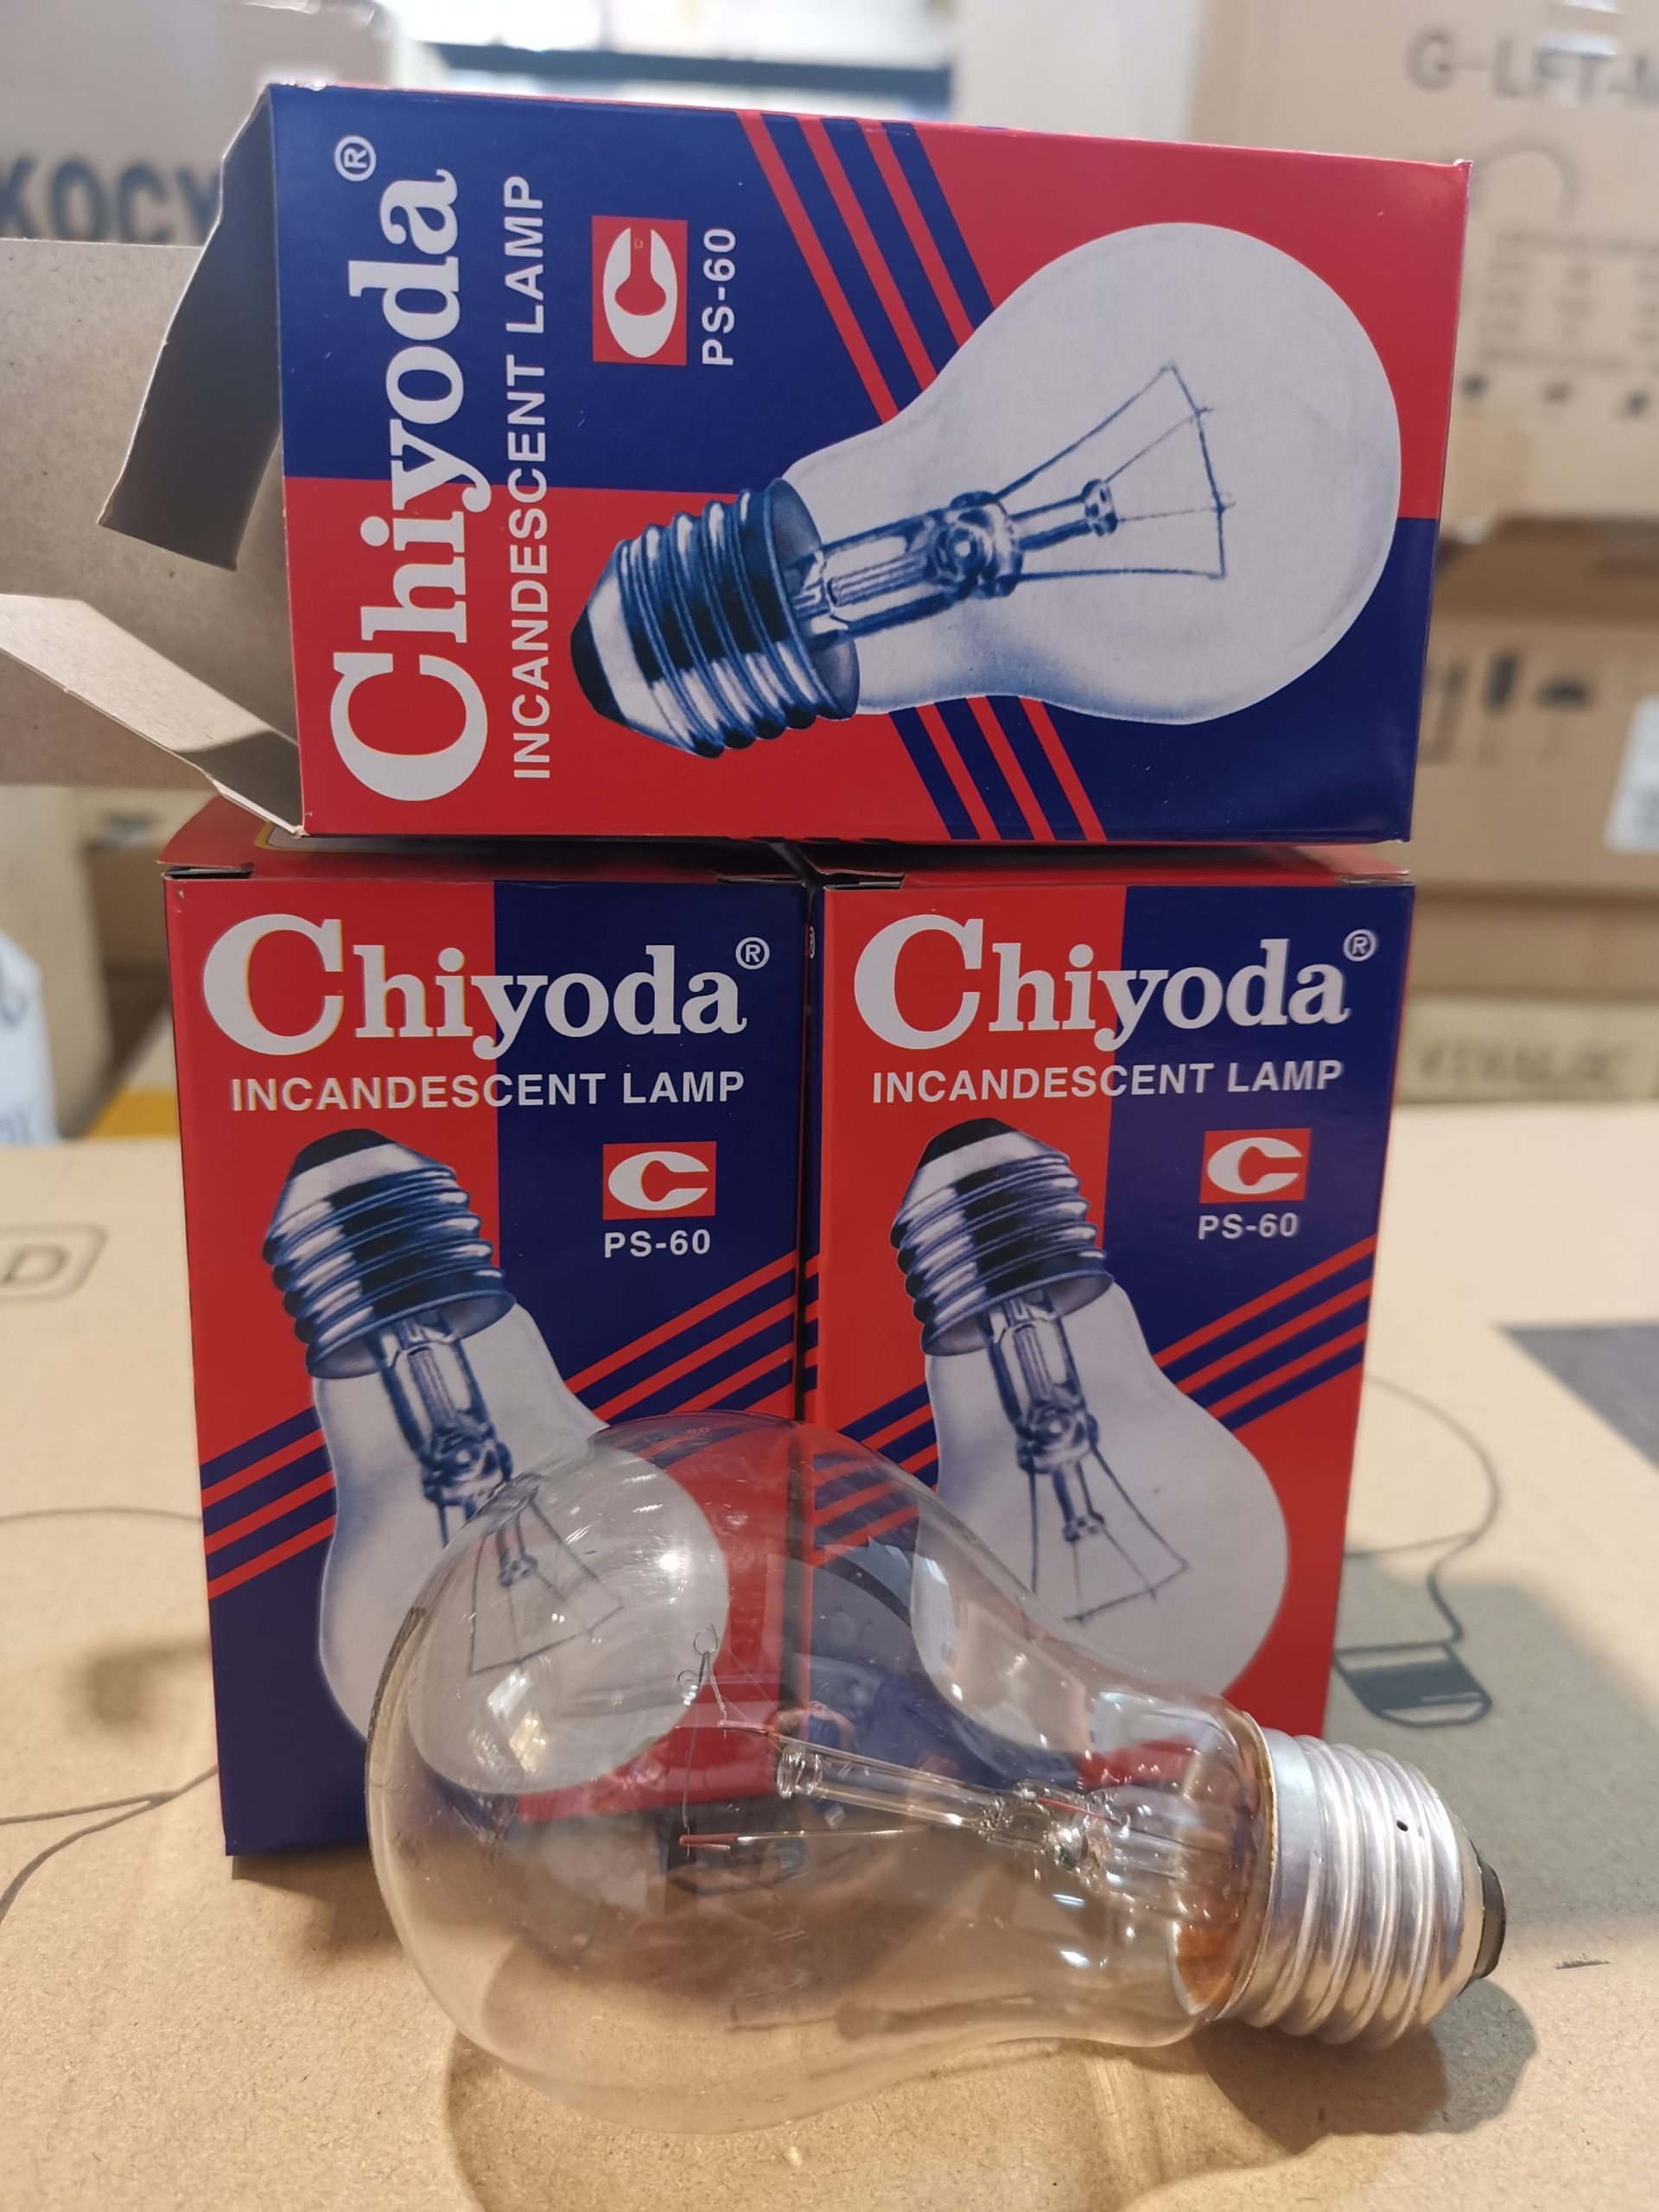 G-LFT-M
KOCY
Chiyoda®
INCANDESCENT LAMP
C
PS-60
Chiyoda®
INCANDESCENT LAMP
C
PS-60
Chiyoda®
INCANDESCENT LAMP
C
PS-60